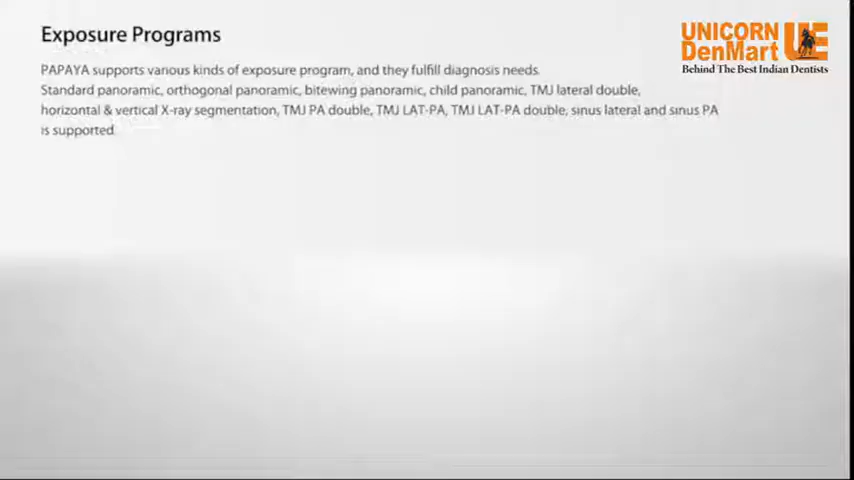 Exposure Programs
UNICORN
DenMart
UE
Behind The Best Indian Dentists
PAPAYA supports various kinds of exposure program, and they fulfill diagnosis needs.
Standard panoramic, orthogonal panoramic, bitewing panoramic, child panoramic, TMJ lateral double,
horizontal & vertical X-ray segmentation, TMJ PA double, TMJ LAT-PA, TMJ LAT-PA double, sinus lateral and sinus PA
is supported.